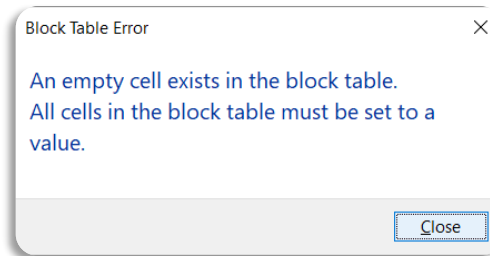 Block Table Error
An empty cell exists in the block table.
All cells in the block table must be set to a
value.
Close